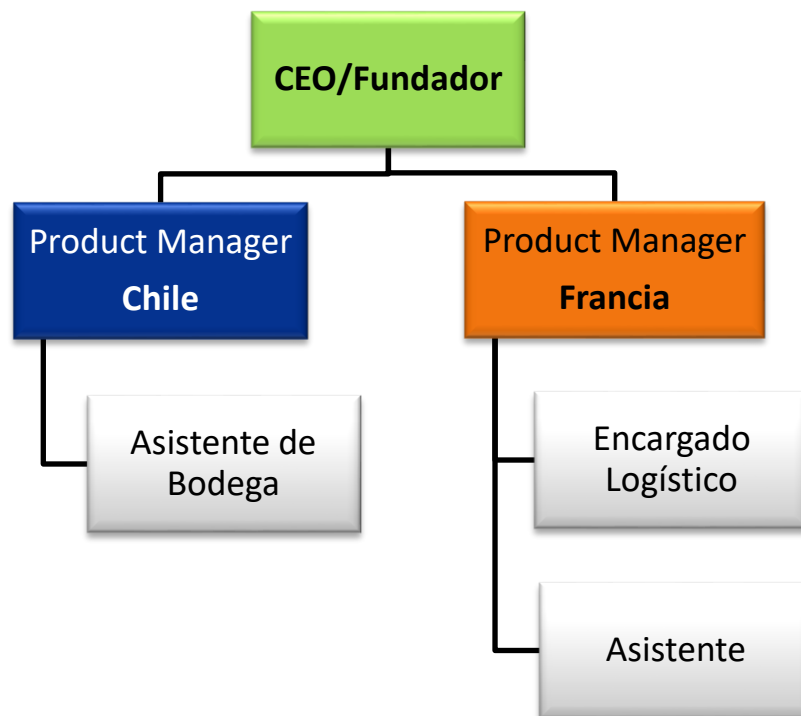 CEO/Fundador
Product Manager
Chile
Product Manager
Francia
Asistente de
Bodega
Encargado
Logístico
Asistente